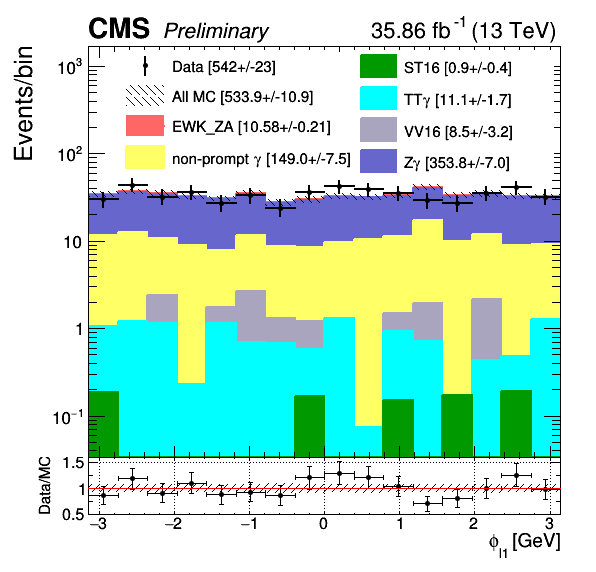 CMS Preliminary 35.86 fb⁻¹ (13 TeV)
Events/bin
10³
10²
10
1
10⁻¹
Data [542+/-23]
All MC [533.9+/-10.9]
EWK_ZA [10.58+/-0.21]
non-prompt γ [149.0+/-7.5]
ST16 [0.9+/-0.4]
TTγ [11.1+/-1.7]
VV16 [8.5+/-3.2]
Zγ [353.8+/-7.0]
Data/MC
1.5
1
0.5
−3 −2 −1 0 1 2 3
ϕ_l1 [GeV]